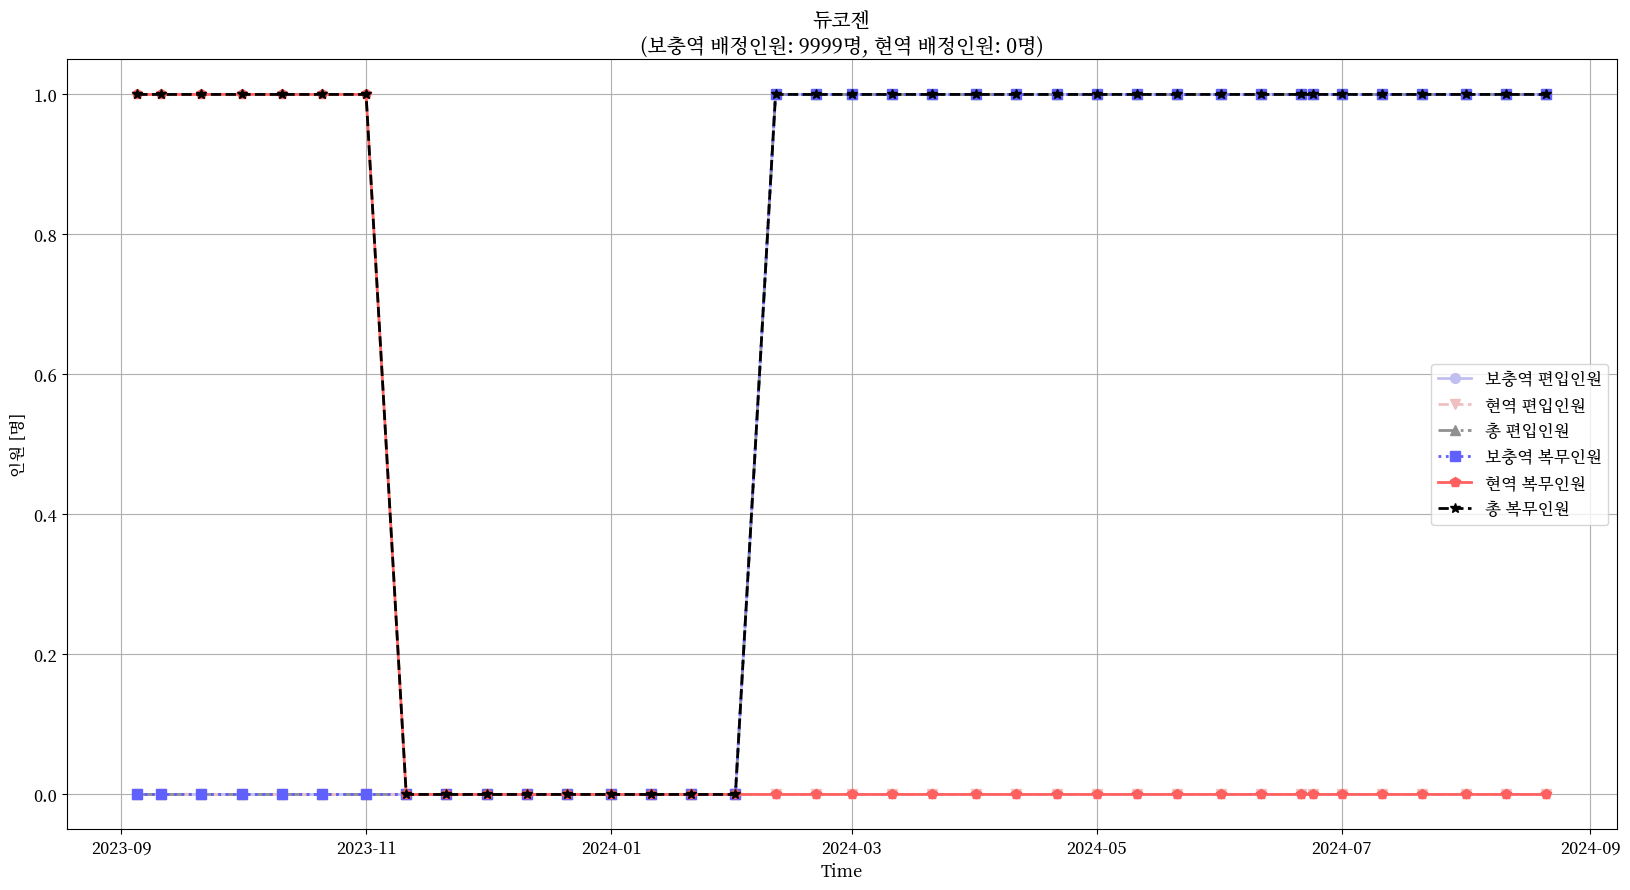 듀코젠
(보충역 배정인원: 9999명, 현역 배정인원: 0명)
1.0
0.8
0.6
0.4
0.2
0.0
인원 [명]
보충역 편입인원
현역 편입인원
총 편입인원
보충역 복무인원
현역 복무인원
총 복무인원
2023-09
2023-11
2024-01
2024-03
2024-05
2024-07
2024-09
Time